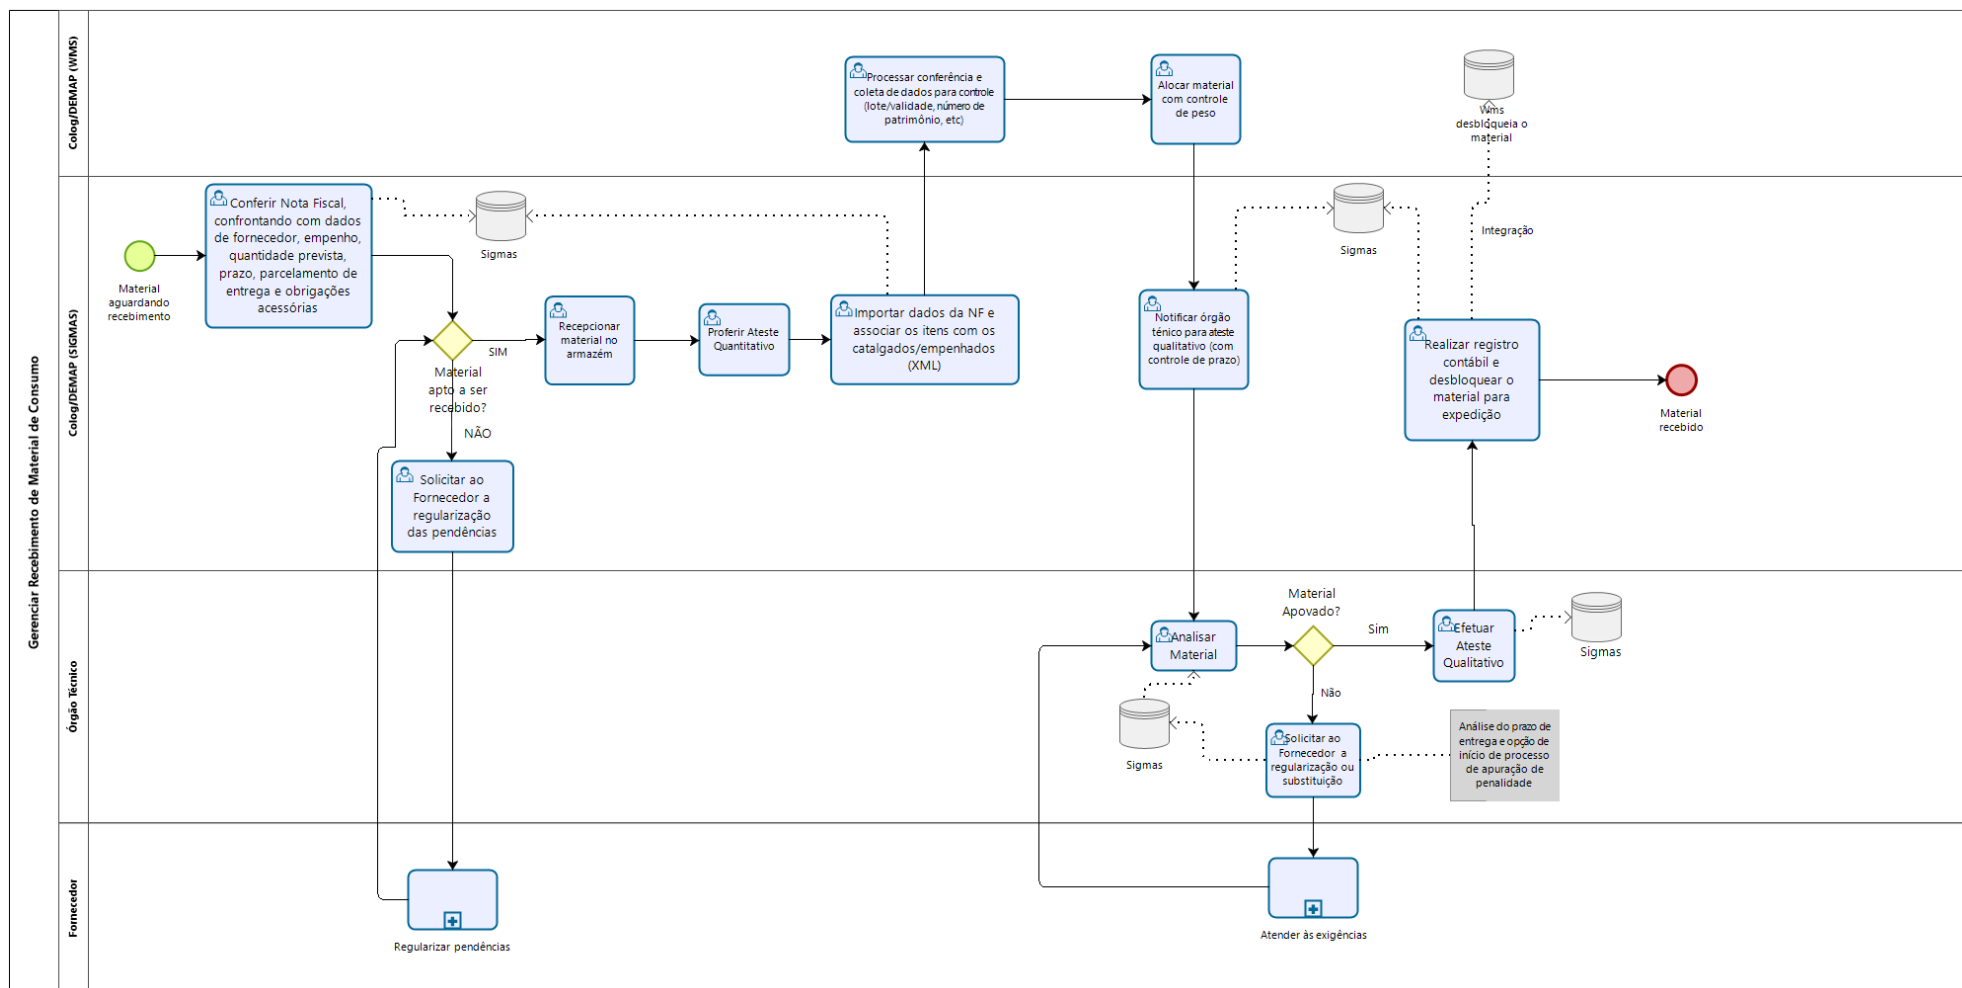 Gerenciar Recebimento de Material de Consumo
Colog/DEMAP (WMS)
Processar conferência e
coleta de dados para controle
(lote/validade, número de
patrimônio, etc)
Alocar material
com controle
de peso
Wms
desbloqueia o
material
Colog/DEMAP (SIGMAS)
Material
aguardando
recebimento
Conferir Nota Fiscal,
confrontando com dados
de fornecedor, empenho,
quantidade prevista,
prazo, parcelamento de
entrega e obrigações
acessórias
Sigmas
SIM
Material
apto a ser
recebido?
NÃO
Recepcionar
material no
armazém
Proferir Ateste
Quantitativo
Importar dados da NF e
associar os itens com os
catalgados/empenhados
(XML)
Solicitar ao
Fornecedor a
regularização
das pendências
Notificar órgão
ténico para ateste
qualitativo (com
controle de prazo)
Sigmas
Integração
Realizar registro
contábil e
desbloquear o
material para
expedição
Material
recebido
Órgão Técnico
Analisar
Material
Material
Apovado?
Sim
Não
Efetuar
Ateste
Qualitativo
Sigmas
Sigmas
Solicitar ao
Fornecedor a
regularização ou
substituição
Análise do prazo de
entrega e opção de
início de processo
de apuração de
penalidade
Fornecedor
Regularizar pendências
Atender às exigências